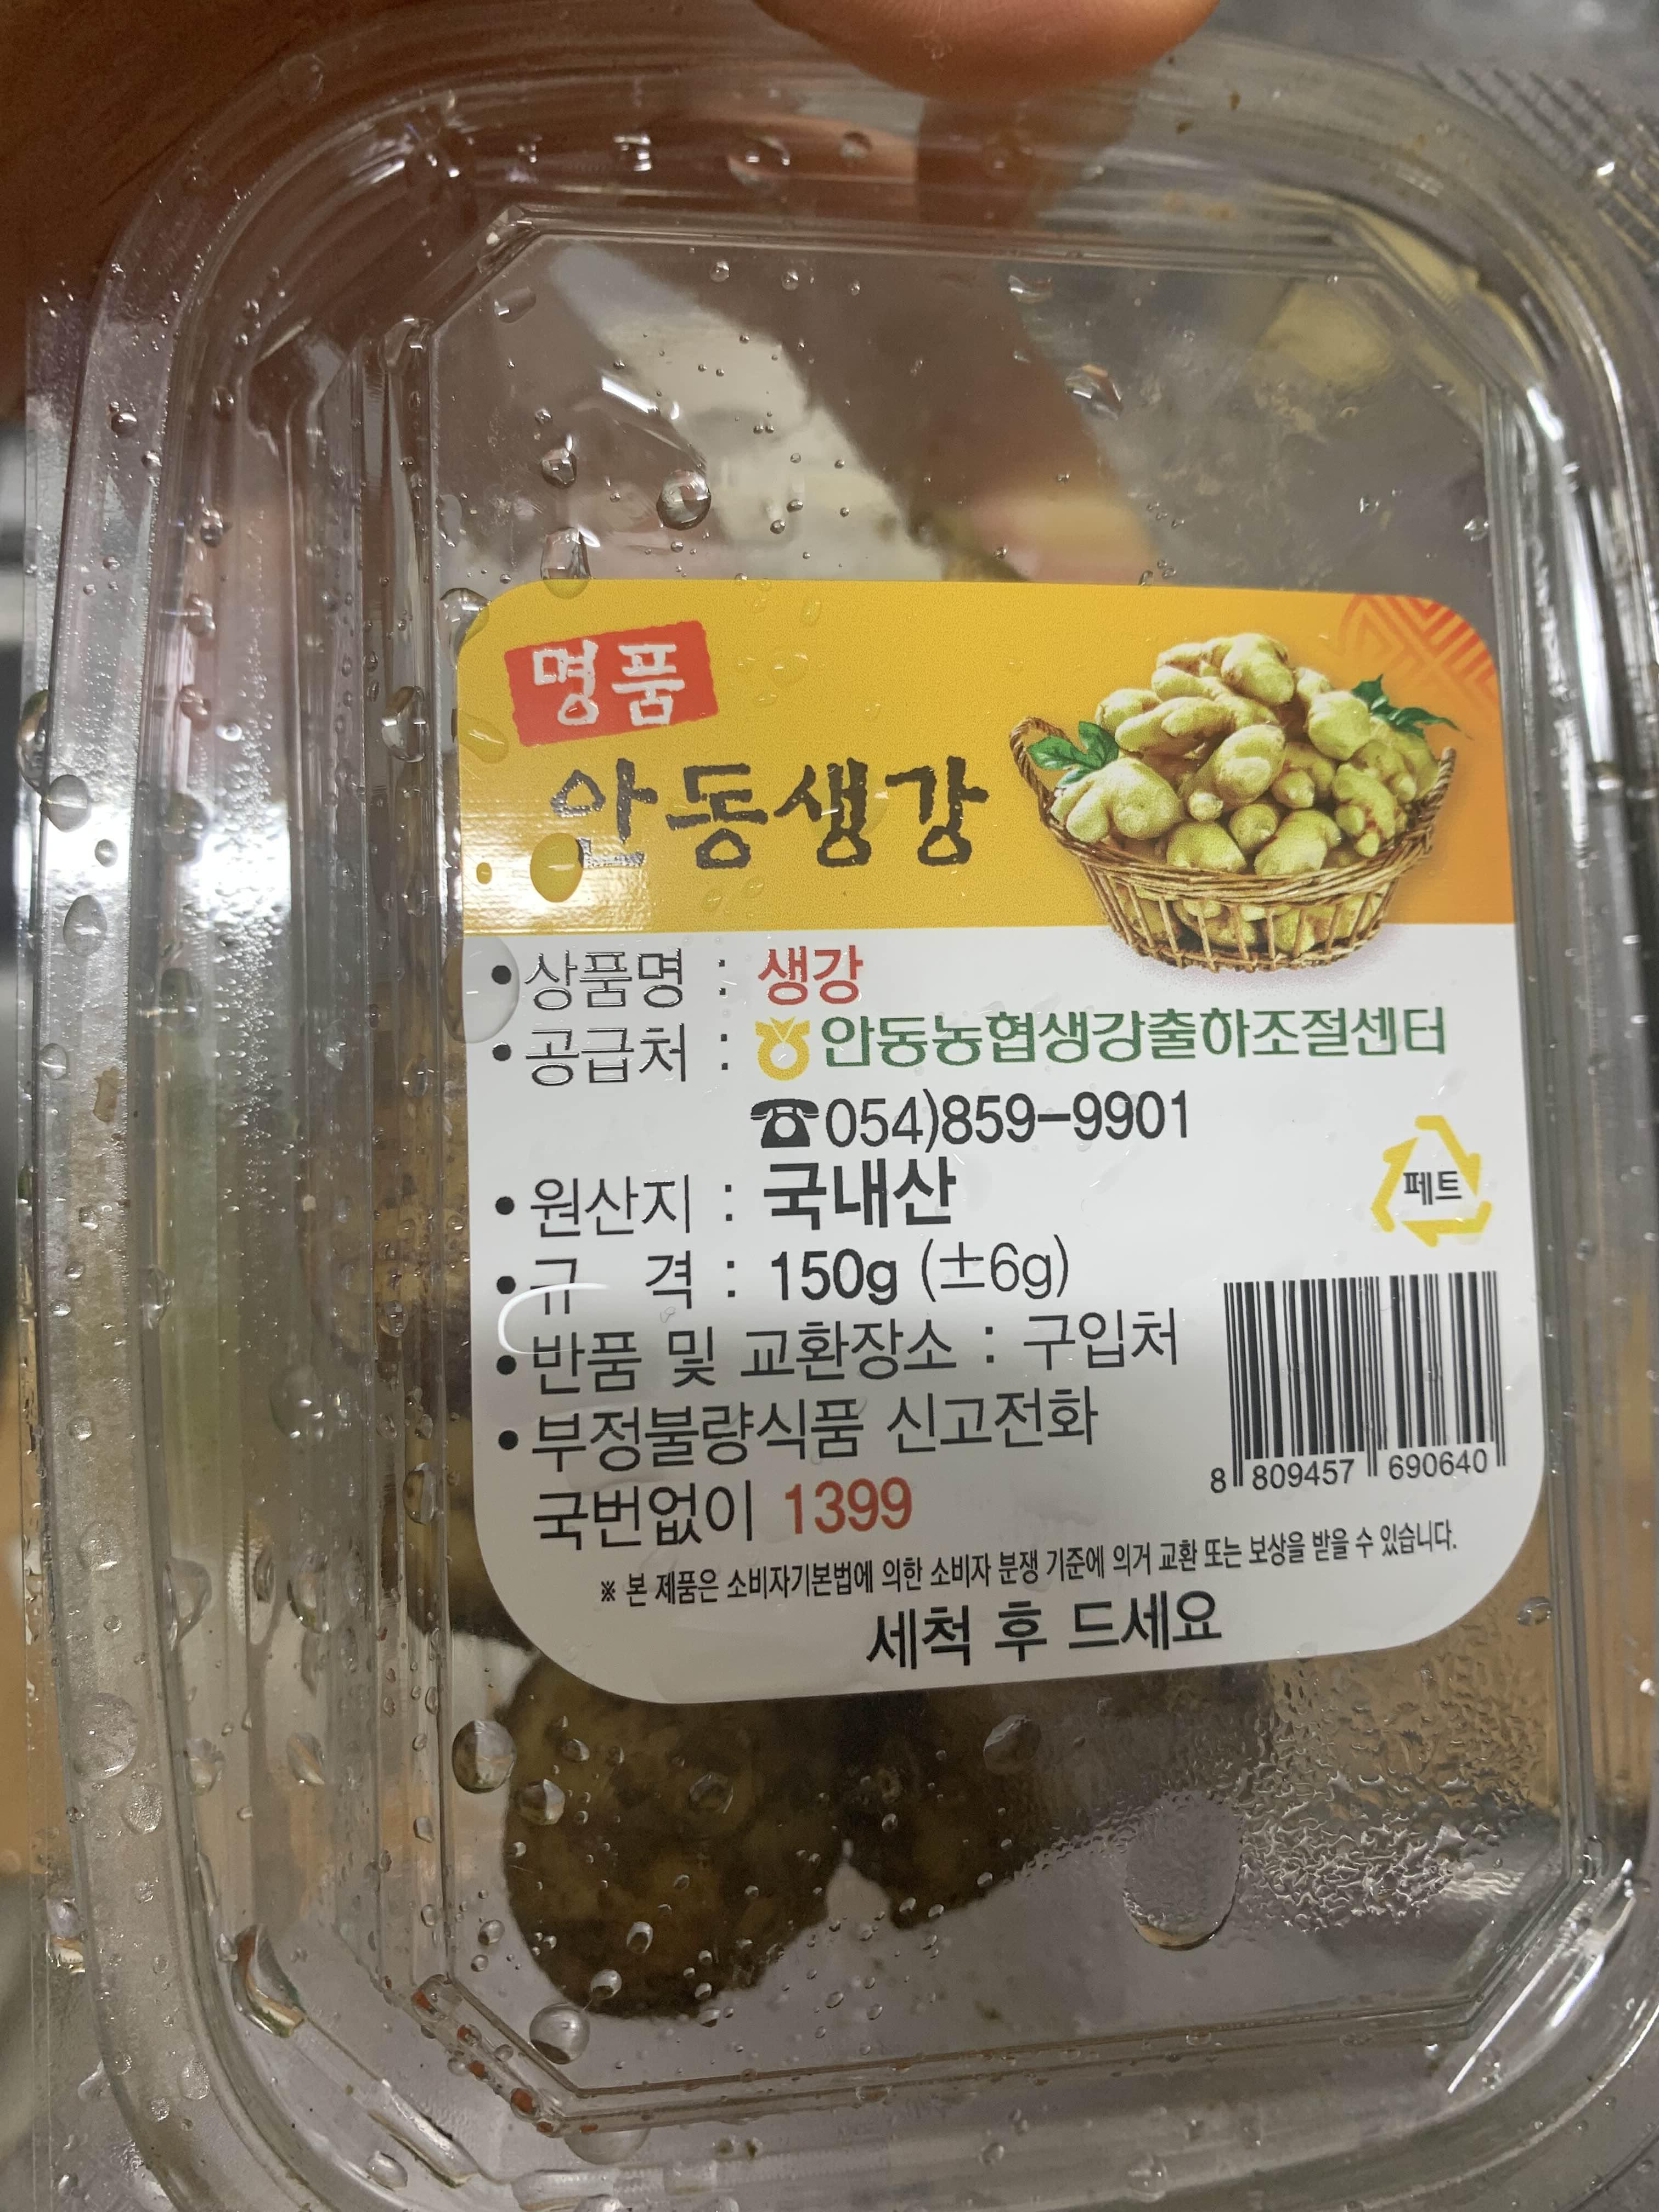 명품
안동생강
• 상품명 : 생강
• 공급처 : 안동농협생강출하조절센터
☎054)859-9901
• 원산지 : 국내산
• 규 격 : 150g (±6g)
• 반품 및 교환장소 : 구입처
• 부정불량식품 신고전화
국번없이 1399
페트
8 809457 690640
※ 본 제품은 소비자기본법에 의한 소비자 분쟁 기준에 의거 교환 또는 보상을 받을 수 있습니다.
세척 후 드세요